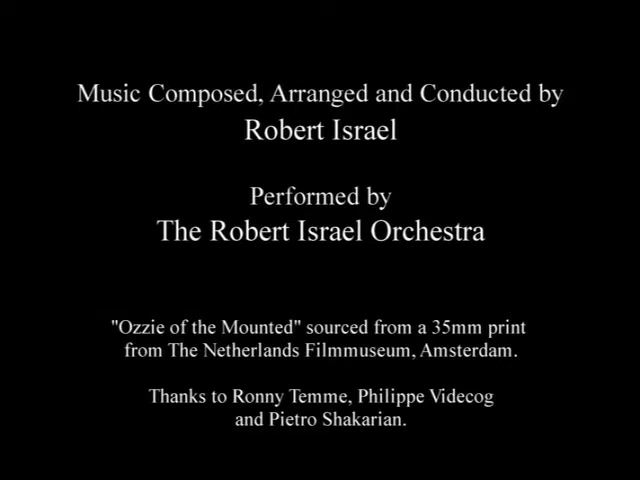 Music Composed, Arranged and Conducted by
Robert Israel
Performed by
The Robert Israel Orchestra
"Ozzie of the Mounted" sourced from a 35mm print
from The Netherlands Filmmuseum, Amsterdam.
Thanks to Ronny Temme, Philippe Videcog
and Pietro Shakarian.